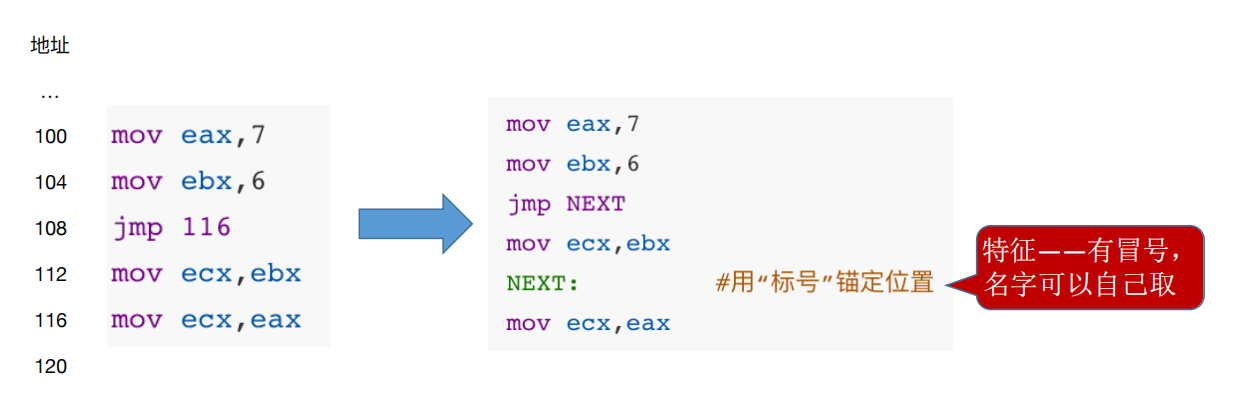 地址
...
100 mov eax,7
104 mov ebx,6
108 jmp 116
112 mov ecx,ebx
116 mov ecx,eax
120
mov eax,7
mov ebx,6
jmp NEXT
mov ecx,ebx
NEXT: #用“标号”锚定位置
mov ecx,eax
特征——有冒号，
名字可以自己取